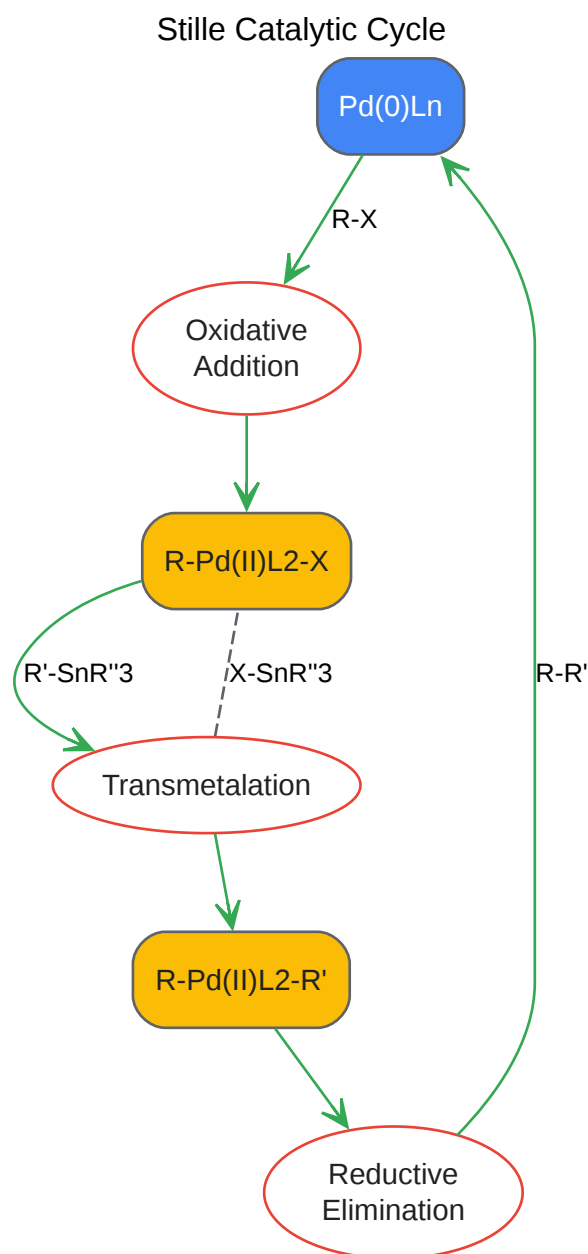 Stille Catalytic Cycle
Pd(0)Ln
R-X
Oxidative
Addition
R-Pd(II)L2-X
R'-SnR"3
X-SnR"3
R-R'
Transmetalation
R-Pd(II)L2-R'
Reductive
Elimination